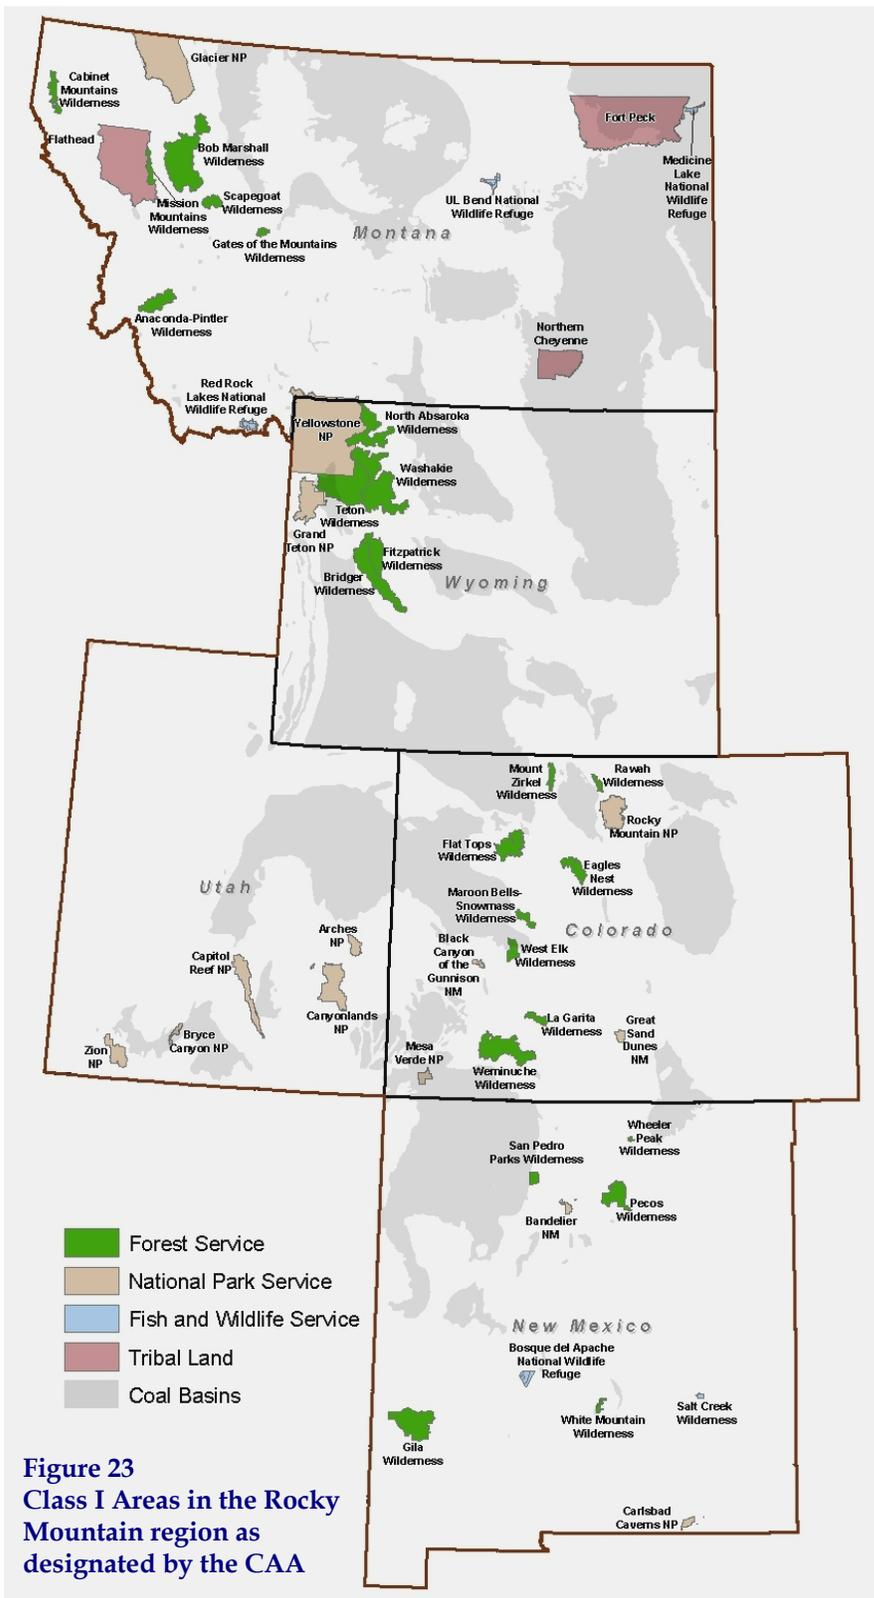 Glacier NP
Cabinet
Mountains
Wilderness
Fort Peck
Flathead
Bob Marshall
Wilderness
Medicine
Lake
National
Wildlife
Refuge
Mission
Mountains
Wilderness
Scapegoat
Wilderness
UL Bend National
Wildlife Refuge
Montana
Gates of the Mountains
Wilderness
Anaconda-Pintler
Wilderness
Northern
Cheyenne
Red Rock
Lakes National
Wildlife Refuge
Yellowstone
NP
North Absaroka
Wilderness
Washakie
Wilderness
Teton
Wilderness
Grand
Teton NP
Fitzpatrick
Wilderness
Bridger
Wilderness
Wyoming
Mount
Zirkel
Wilderness
Rawah
Wilderness
Rocky
Mountain NP
Flat Tops
Wilderness
Eagles
Nest
Wilderness
Utah
Maroon Bells-
Snowmass
Wilderness
Colorado
Arches
NP
Black
Canyon
of the
Gunnison
NM
West Elk
Wilderness
Capitol
Reef NP
Canyonlands
NP
La Garita
Wilderness
Great
Sand
Dunes
NM
Zion
NP
Bryce
Canyon NP
Mesa
Verde NP
Weminuche
Wilderness
Wheeler
Peak
Wilderness
San Pedro
Parks Wilderness
Pecos
Wilderness
Bandelier
NM
New Mexico
Bosque del Apache
National Wildlife
Refuge
White Mountain
Wilderness
Salt Creek
Wilderness
Gila
Wilderness
Carlsbad
Caverns NP
Forest Service
National Park Service
Fish and Wildlife Service
Tribal Land
Coal Basins
Figure 23
Class I Areas in the Rocky
Mountain region as
designated by the CAA